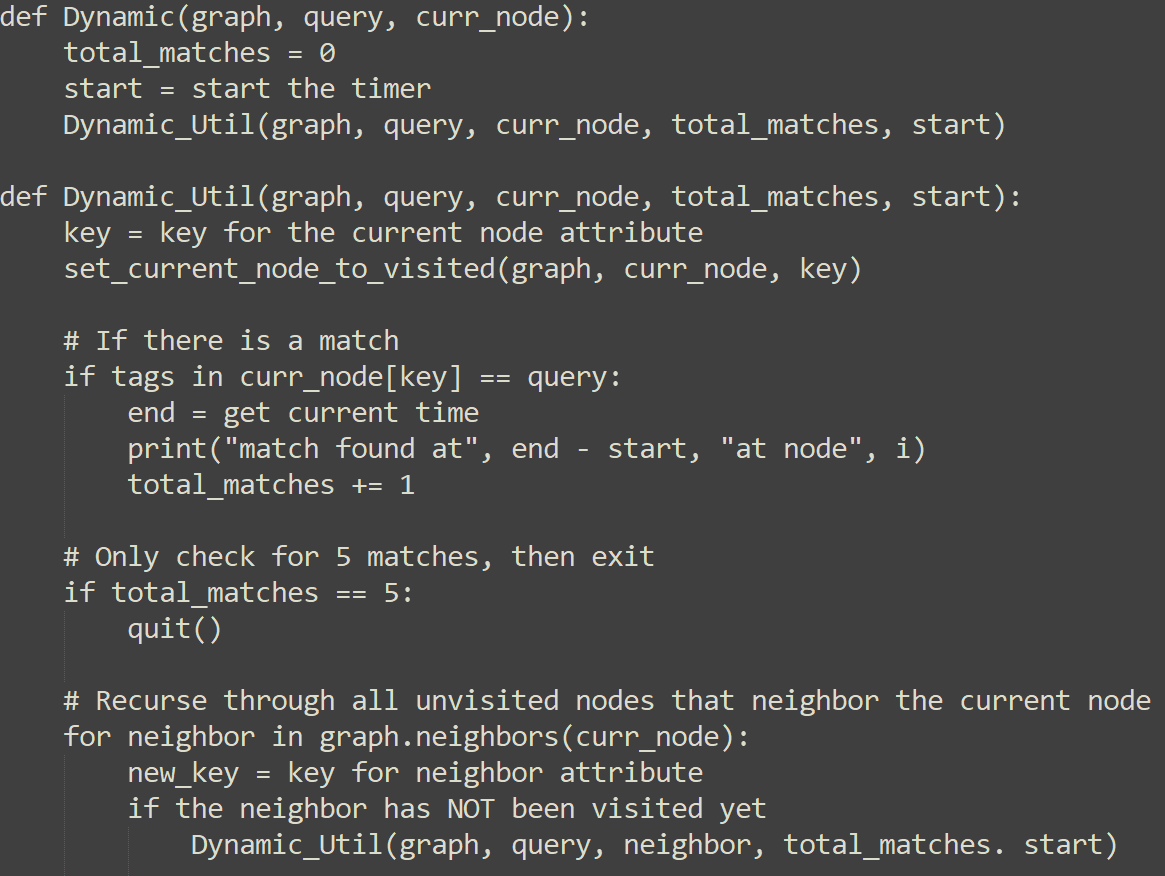 def Dynamic(graph, query, curr_node):
    total_matches = 0
    start = start the timer
    Dynamic_Util(graph, query, curr_node, total_matches, start)

def Dynamic_Util(graph, query, curr_node, total_matches, start):
    key = key for the current node attribute
    set_current_node_to_visited(graph, curr_node, key)

    # If there is a match
    if tags in curr_node[key] == query:
        end = get current time
        print("match found at", end - start, "at node", i)
        total_matches += 1

    # Only check for 5 matches, then exit
    if total_matches == 5:
        quit()

    # Recurse through all unvisited nodes that neighbor the current node
    for neighbor in graph.neighbors(curr_node):
        new_key = key for neighbor attribute
        if the neighbor has NOT been visited yet
            Dynamic_Util(graph, query, neighbor, total_matches. start)